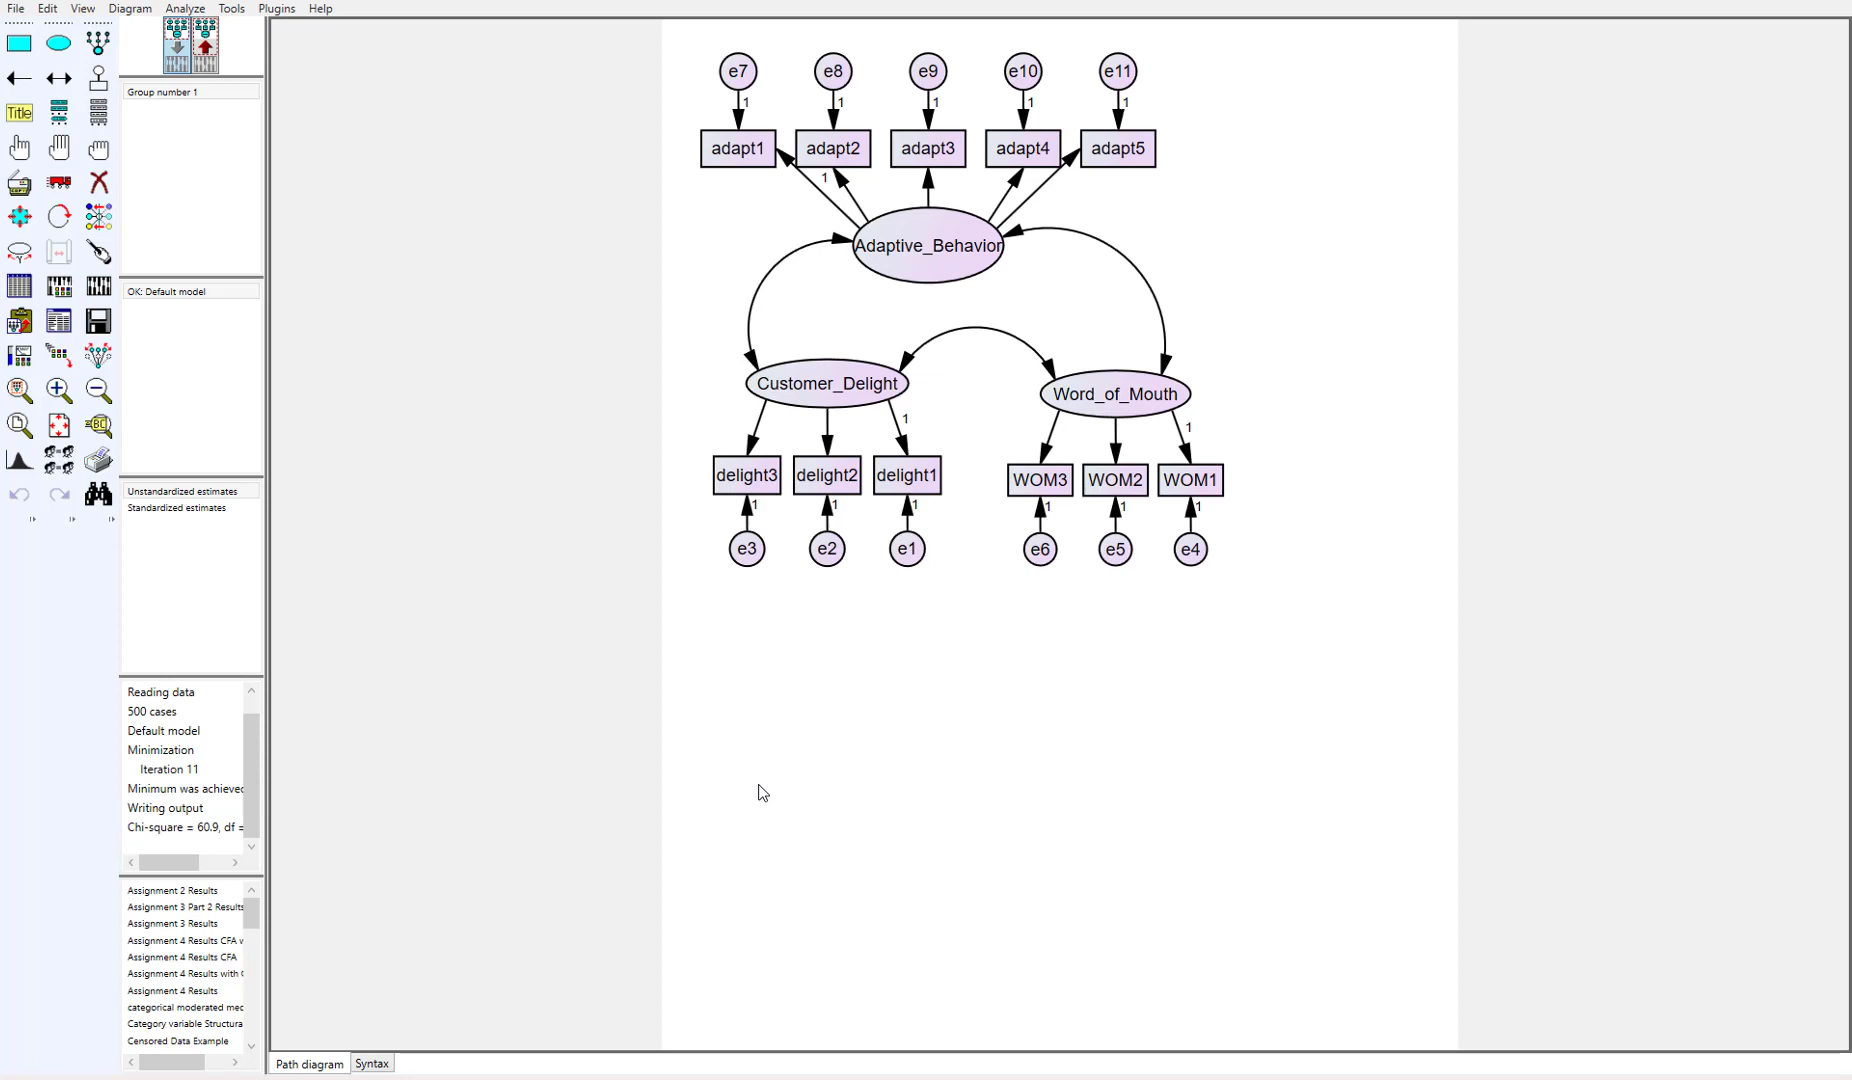 File Edit View Diagram Analyze Tools Plugins Help
Title
Group number 1
OK: Default model
Unstandardized estimates
Standardized estimates
Reading data
500 cases
Default model
Minimization
Iteration 11
Minimum was achieved
Writing output
Chi-square = 60.9, df =
Assignment 2 Results
Assignment 3 Part 2 Results
Assignment 3 Results
Assignment 4 Results CFA w
Assignment 4 Results CFA
Assignment 4 Results with C
Assignment 4 Results
categorical moderated med
Category variable Structura
Censored Data Example
e7 e8 e9 e10 e11
1 1 1 1 1
adapt1 adapt2 adapt3 adapt4 adapt5
1
Adaptive_Behavior
Customer_Delight Word_of_Mouth
1 1
delight3 delight2 delight1 WOM3 WOM2 WOM1
1 1 1 1 1 1
e3 e2 e1 e6 e5 e4
Path diagram Syntax